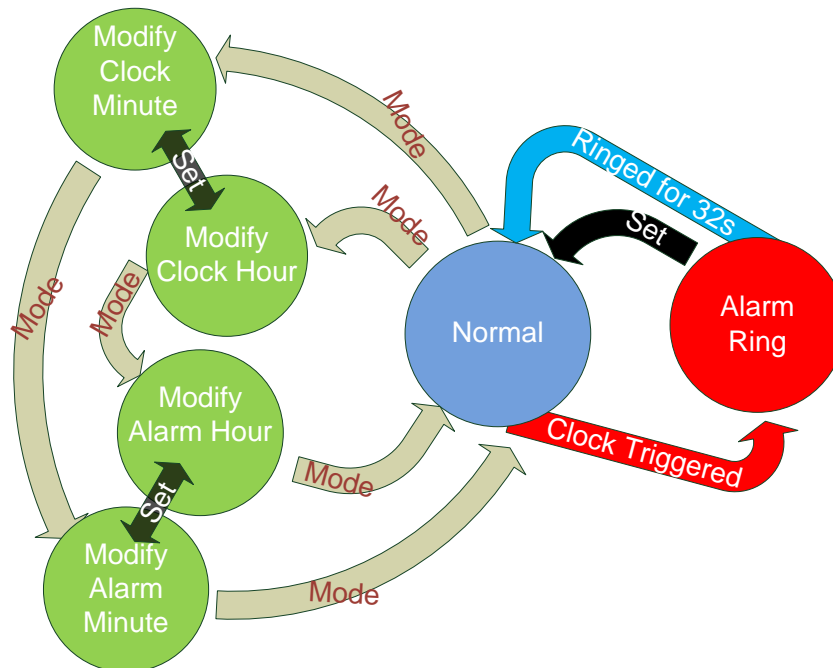 Modify
Clock
Minute
Mode
Ringed for 32s
Set
Mode
Set
Modify
Clock Hour
Mode
Mode
Normal
Alarm
Ring
Modify
Alarm Hour
Clock Triggered
Mode
Set
Modify
Alarm
Minute
Mode